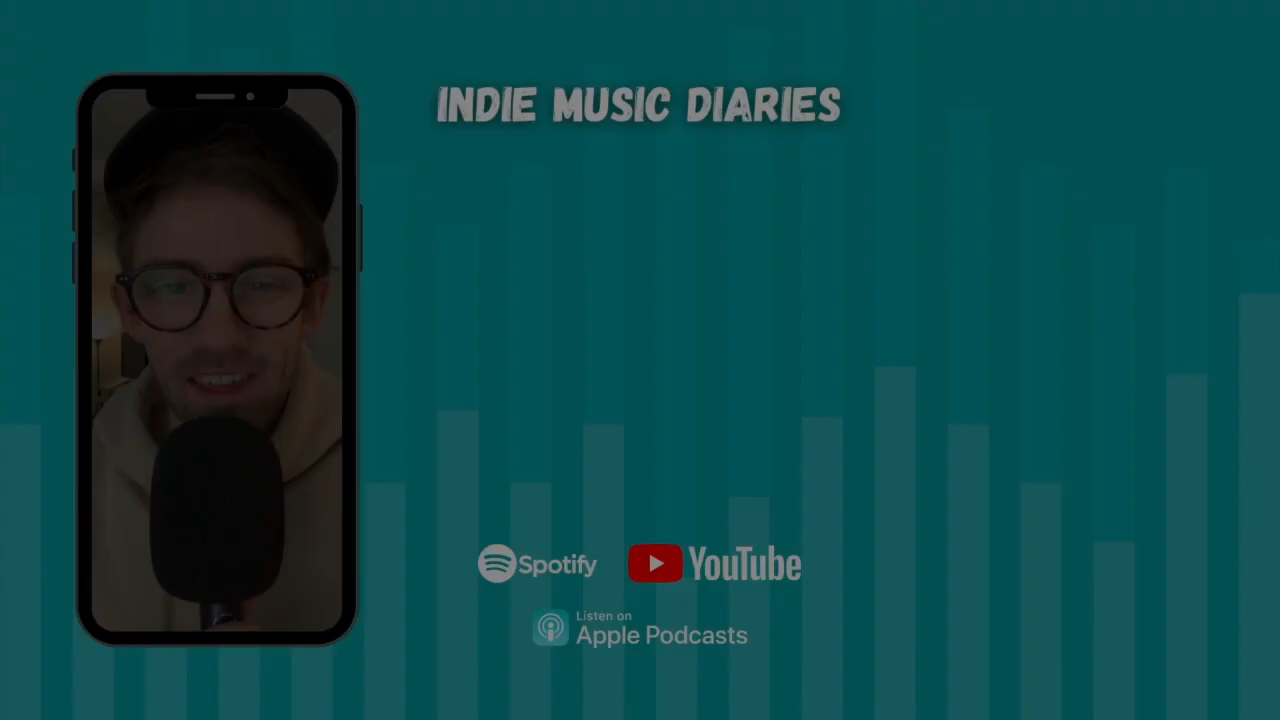 INDIE MUSIC DIARIES
Spotify
YouTube
Listen on
Apple Podcasts